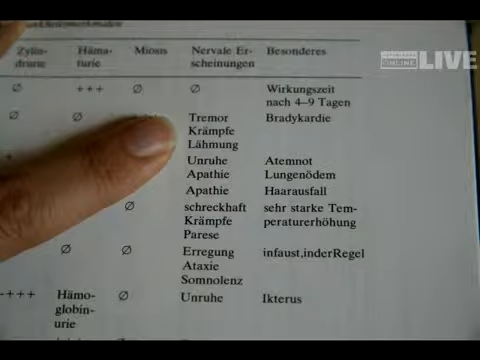 LIVE
ONLINE
Zylin- Häma- Miosis Nervale Er- Besonderes
drurie turie scheinungen
∅ +++ ∅ ∅ Wirkungszeit
nach 4–9 Tagen
∅ ∅ Tremor Bradykardie
Krämpfe
Lähmung
Unruhe Atemnot
Apathie Lungenödem
Apathie Haarausfall
∅ schreckhaft sehr starke Tem-
Krämpfe peraturerhöhung
Parese
∅ ∅ Erregung infaust,inderRegel
Ataxie
Somnolenz
-+++ Hämo- ∅ Unruhe Ikterus
globin-
urie